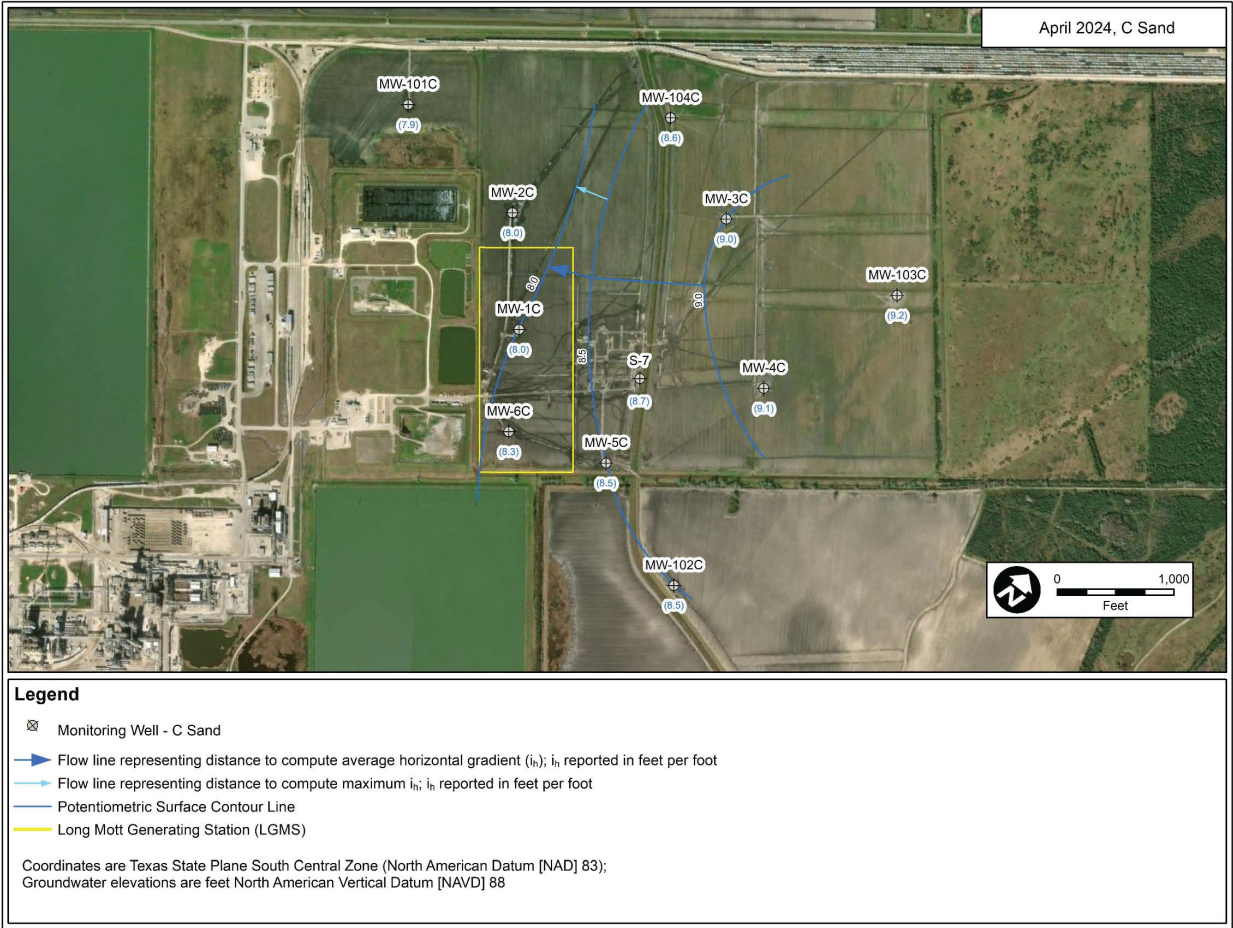 April 2024, C Sand
MW-101C
(7.9)
MW-104C
(8.6)
MW-2C
(8.0)
MW-3C
(9.0)
MW-103C
(9.2)
8.0
9.0
MW-1C
(8.0)
8.5
S-7
(8.7)
MW-4C
(9.1)
MW-6C
(8.3)
MW-5C
(8.5)
MW-102C
(8.5)
N
0 1,000
Feet
Legend
Monitoring Well - C Sand
Flow line representing distance to compute average horizontal gradient (ih); ih reported in feet per foot
Flow line representing distance to compute maximum ih; ih reported in feet per foot
Potentiometric Surface Contour Line
Long Mott Generating Station (LGMS)
Coordinates are Texas State Plane South Central Zone (North American Datum [NAD] 83);
Groundwater elevations are feet North American Vertical Datum [NAVD] 88